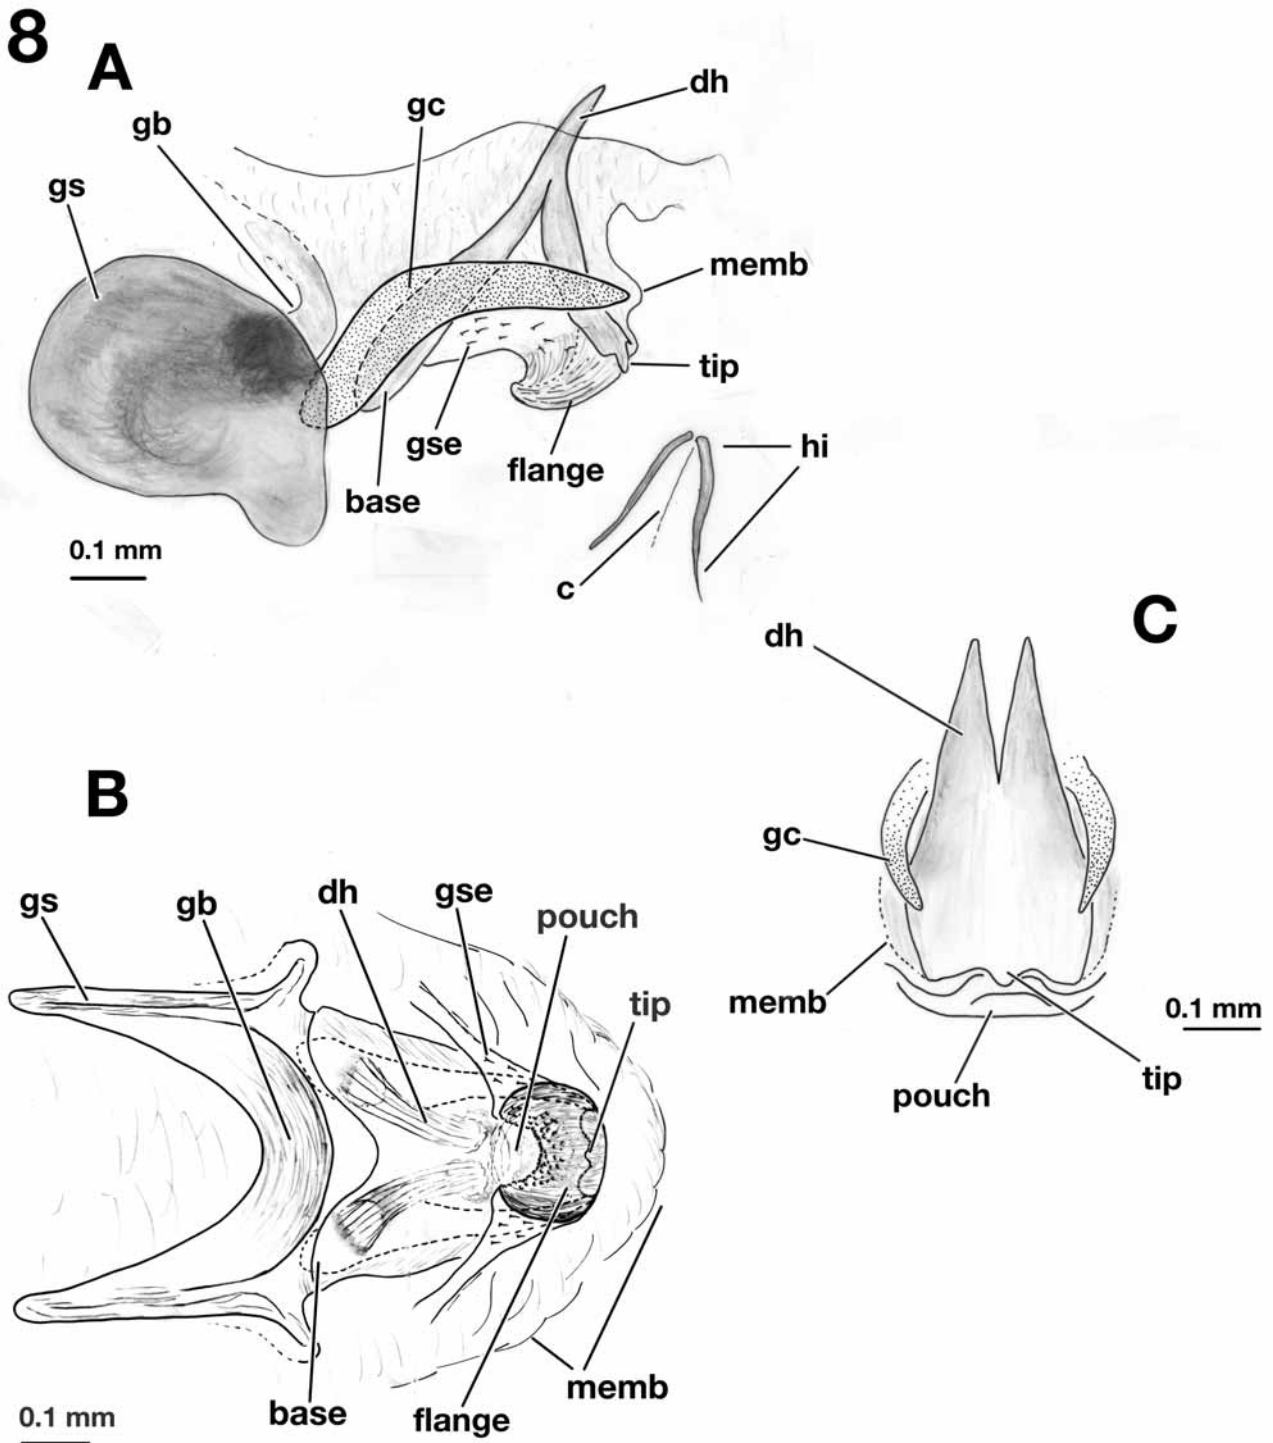 8
A
dh
gc
gb
gs
memb
tip
gse
flange
hi
base
0.1 mm
c
C
dh
B
gc
gs
gb
dh
gse
pouch
tip
memb
0.1 mm
tip
pouch
memb
base
flange
0.1 mm